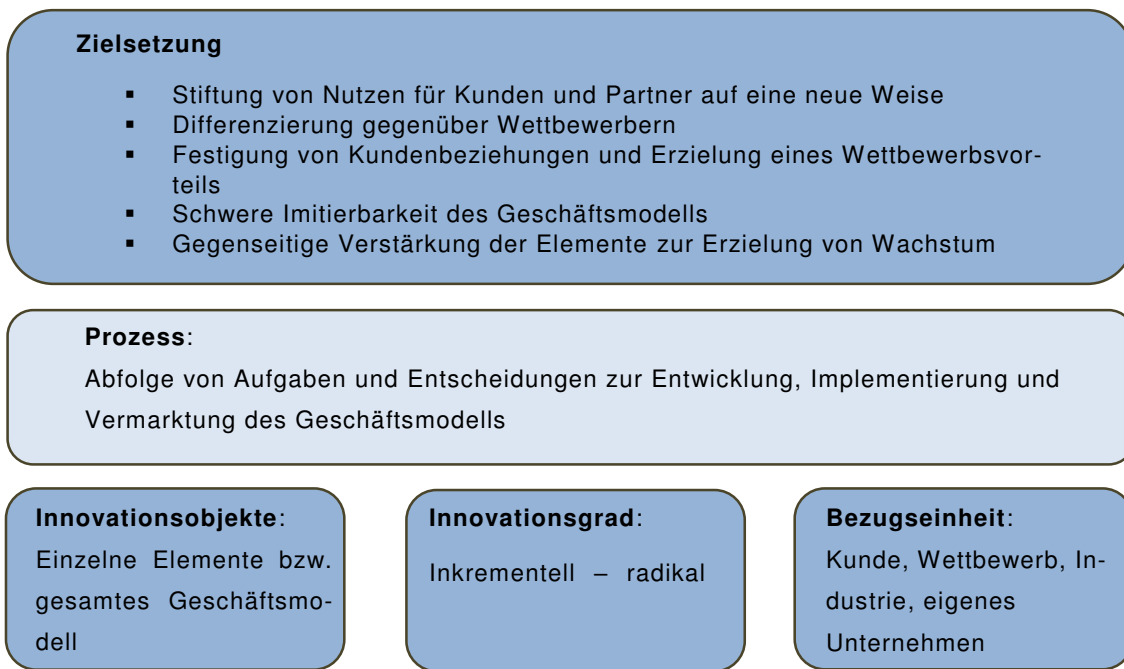 Zielsetzung
▪ Stiftung von Nutzen für Kunden und Partner auf eine neue Weise
▪ Differenzierung gegenüber Wettbewerbern
▪ Festigung von Kundenbeziehungen und Erzielung eines Wettbewerbsvor-
teils
▪ Schwere Imitierbarkeit des Geschäftsmodells
▪ Gegenseitige Verstärkung der Elemente zur Erzielung von Wachstum
Prozess:
Abfolge von Aufgaben und Entscheidungen zur Entwicklung, Implementierung und
Vermarktung des Geschäftsmodells
Innovationsobjekte:
Einzelne Elemente bzw.
gesamtes Geschäftsmo-
dell
Innovationsgrad:
Inkrementell – radikal
Bezugseinheit:
Kunde, Wettbewerb, In-
dustrie, eigenes
Unternehmen